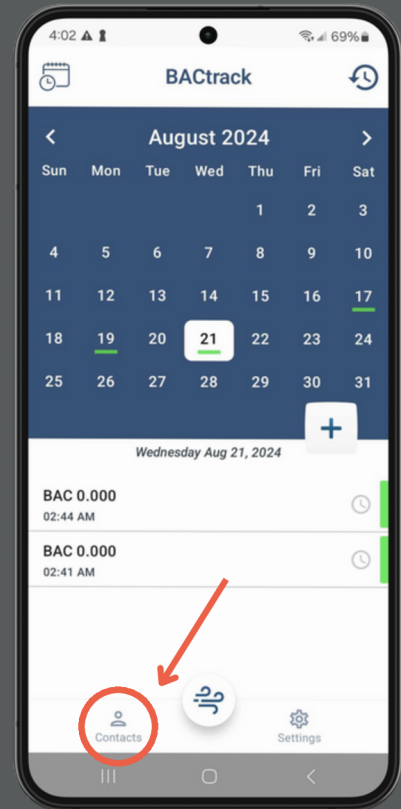 4:02 69%
BACtrack
August 2024
Sun Mon Tue Wed Thu Fri Sat
1 2 3
4 5 6 7 8 9 10
11 12 13 14 15 16 17
18 19 20 21 22 23 24
25 26 27 28 29 30 31
+
Wednesday Aug 21, 2024
BAC 0.000
02:44 AM
BAC 0.000
02:41 AM
Contacts Settings